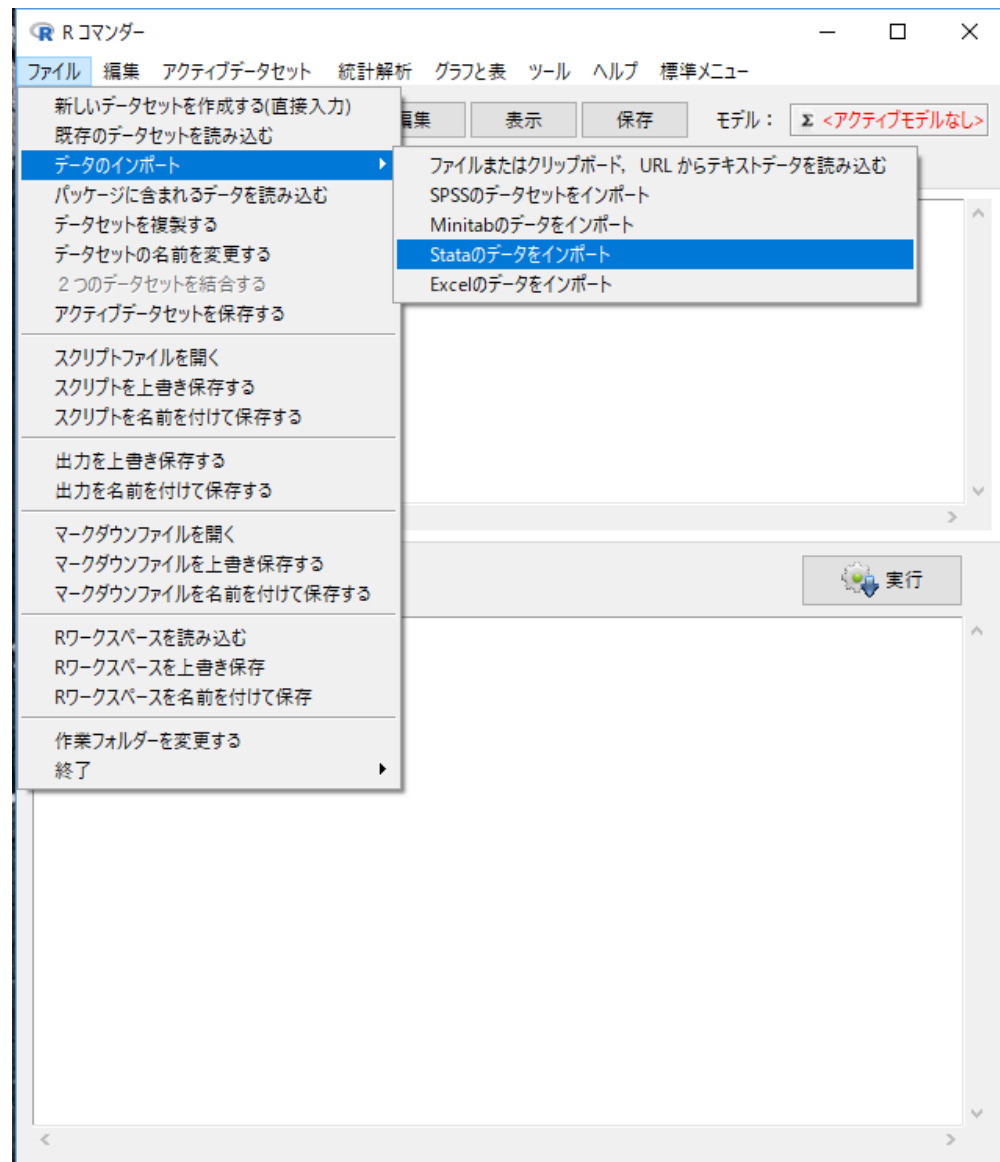 R コマンダー
ファイル 編集 アクティブデータセット 統計解析 グラフと表 ツール ヘルプ 標準メニュー
編集 表示 保存 モデル： Σ <アクティブモデルなし>
新しいデータセットを作成する(直接入力)
既存のデータセットを読み込む
データのインポート
パッケージに含まれるデータを読み込む
データセットを複製する
データセットの名前を変更する
２つのデータセットを結合する
アクティブデータセットを保存する
スクリプトファイルを開く
スクリプトを上書き保存する
スクリプトを名前を付けて保存する
出力を上書き保存する
出力を名前を付けて保存する
マークダウンファイルを開く
マークダウンファイルを上書き保存する
マークダウンファイルを名前を付けて保存する
Rワークスペースを読み込む
Rワークスペースを上書き保存
Rワークスペースを名前を付けて保存
作業フォルダーを変更する
終了
ファイルまたはクリップボード，URL からテキストデータを読み込む
SPSSのデータセットをインポート
Minitabのデータをインポート
Stataのデータをインポート
Excelのデータをインポート
実行